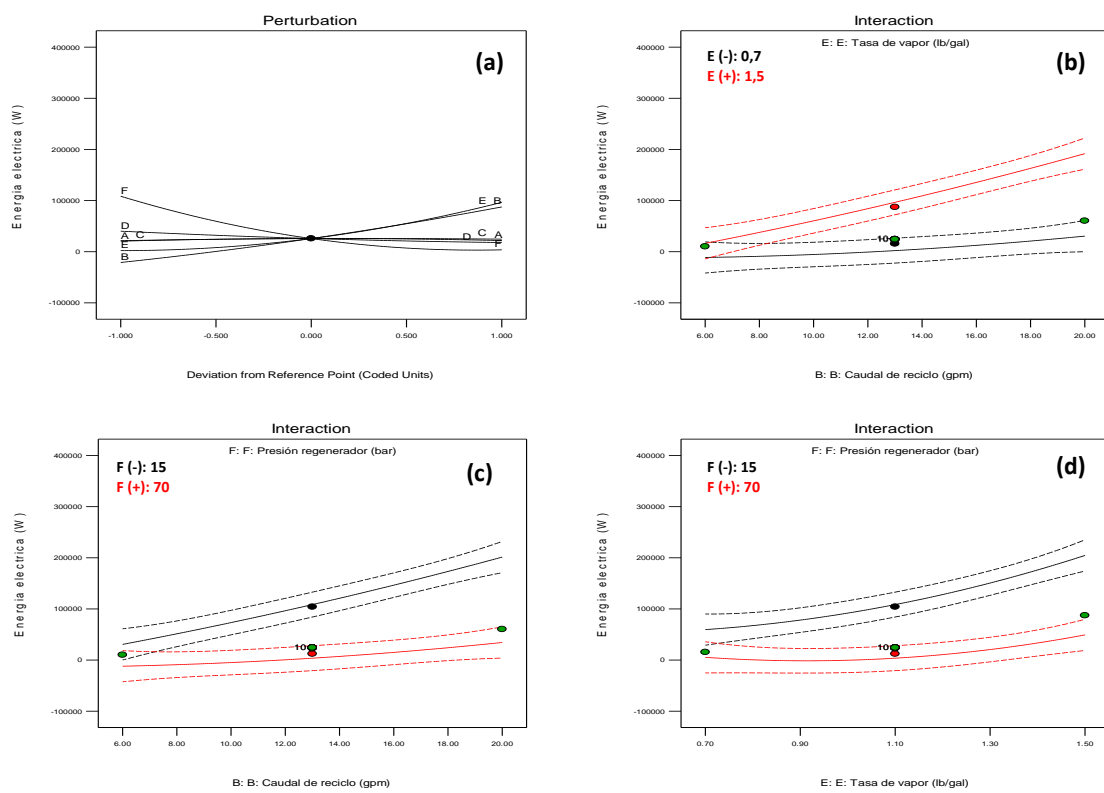 Perturbation
(a)
Energia electrica (W)
400000
300000
200000
100000
0
-100000
F
D
A C
E
B
E B
C A
D
F
-1.000 -0.500 0.000 0.500 1.000
Deviation from Reference Point (Coded Units)
Interaction
E: E: Tasa de vapor (lb/gal)
E (-): 0,7
E (+): 1,5
(b)
Energia electrica (W)
400000
300000
200000
100000
0
-100000
10
6.00 8.00 10.00 12.00 14.00 16.00 18.00 20.00
B: B: Caudal de reciclo (gpm)
Interaction
F: F: Presión regenerador (bar)
F (-): 15
F (+): 70
(c)
Energia electrica (W)
400000
300000
200000
100000
0
-100000
10
6.00 8.00 10.00 12.00 14.00 16.00 18.00 20.00
B: B: Caudal de reciclo (gpm)
Interaction
F: F: Presión regenerador (bar)
F (-): 15
F (+): 70
(d)
Energia electrica (W)
400000
300000
200000
100000
0
-100000
10
0.70 0.90 1.10 1.30 1.50
E: E: Tasa de vapor (lb/gal)